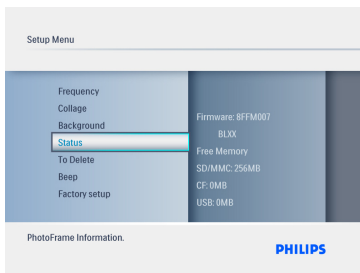 Setup Menu
Frequency
Collage
Background
Status
To Delete
Beep
Factory setup
Firmware: 8FFM007
BLXX
Free Memory
SD/MMC: 256MB
CF: 0MB
USB: 0MB
PhotoFrame Information.
PHILIPS